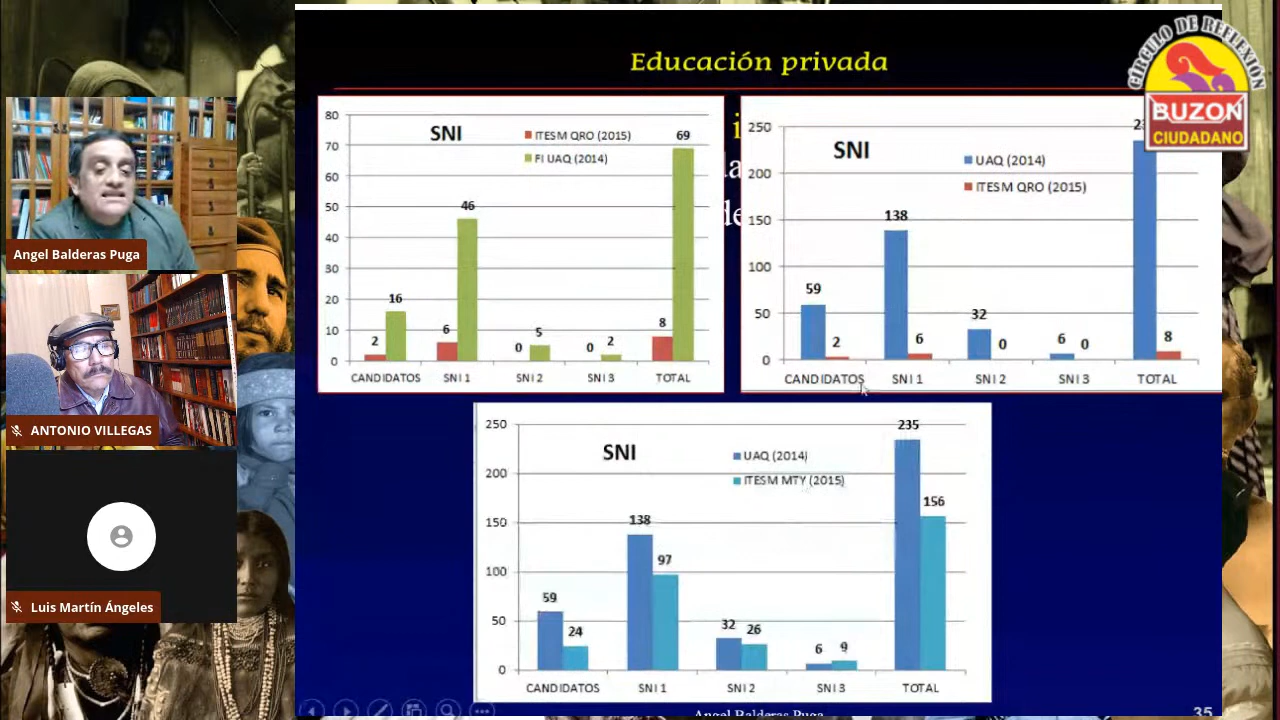 Educación privada
CÍRCULO DE REFLEXIÓN
BUZON
CIUDADANO
SNI
ITESM QRO (2015)
FI UAQ (2014)
80
70
60
50
40
30
20
10
0
2
16
6
46
0
5
0
2
8
69
CANDIDATOS
SNI 1
SNI 2
SNI 3
TOTAL
SNI
UAQ (2014)
ITESM QRO (2015)
250
200
150
100
50
0
59
2
138
6
32
0
6
0
8
CANDIDATOS
SNI 1
SNI 2
SNI 3
TOTAL
de
SNI
UAQ (2014)
ITESM MTY (2015)
250
200
150
100
50
0
59
24
138
97
32
26
6
9
235
156
CANDIDATOS
SNI 1
SNI 2
SNI 3
TOTAL
Angel Balderas Puga
35
Angel Balderas Puga
ANTONIO VILLEGAS
Luis Martín Ángeles